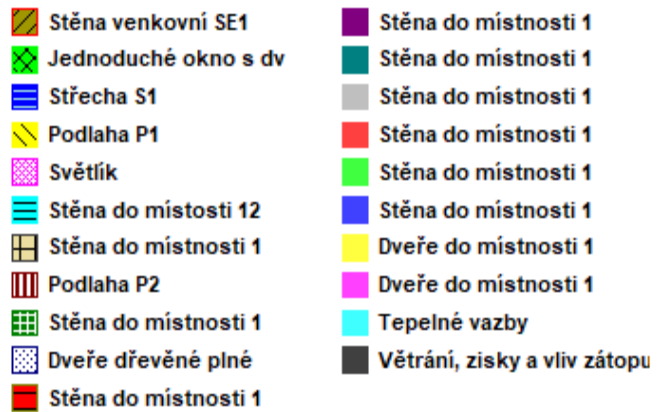 Stěna venkovní SE1
Jednoduché okno s dv
Střecha S1
Podlaha P1
Světlík
Stěna do místosti 12
Stěna do místnosti 1
Podlaha P2
Stěna do místnosti 1
Dveře dřevěné plné
Stěna do místnosti 1
Stěna do místnosti 1
Stěna do místnosti 1
Stěna do místnosti 1
Stěna do místnosti 1
Stěna do místnosti 1
Stěna do místnosti 1
Dveře do místnosti 1
Dveře do místnosti 1
Tepelné vazby
Větrání, zisky a vliv zátopu